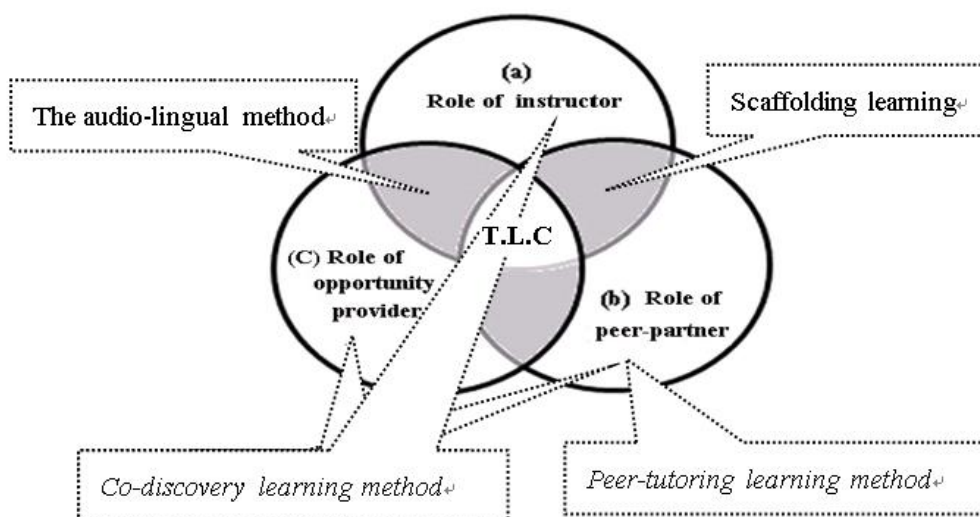 (a)
Role of instructor
The audio-lingual method
Scaffolding learning
T.L.C
(C) Role of
opportunity
provider
(b) Role of
peer-partner
Co-discovery learning method
Peer-tutoring learning method